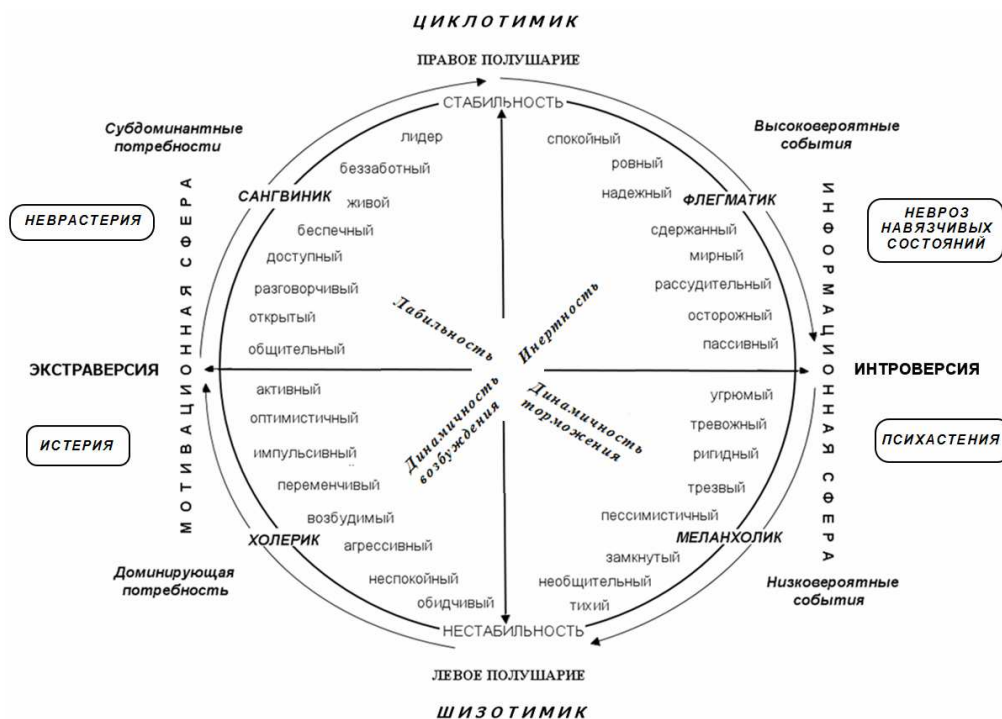 ЦИКЛОТИМИК
ПРАВОЕ ПОЛУШАРИЕ
СТАБИЛЬНОСТЬ
Субдоминантные
потребности
Высоковероятные
события
лидер
беззаботный
живой
беспечный
доступный
разговорчивый
открытый
общительный
САНГВИНИК
спокойный
ровный
надежный
сдержанный
мирный
рассудительный
осторожный
пассивный
ФЛЕГМАТИК
НЕВРАСТЕРИЯ
НЕВРОЗ
НАВЯЗЧИВЫХ
СОСТОЯНИЙ
МОТИВАЦИОННАЯ СФЕРА
ИНФОРМАЦИОННАЯ СФЕРА
Лабильность
Инертность
ЭКСТРАВЕРСИЯ
ИНТРОВЕРСИЯ
Динамичность
возбуждения
Динамичность
торможения
ИСТЕРИЯ
ПСИХАСТЕНИЯ
активный
оптимистичный
импульсивный
переменчивый
возбудимый
агрессивный
неспокойный
обидчивый
ХОЛЕРИК
угрюмый
тревожный
ригидный
трезвый
пессимистичный
замкнутый
необщительный
тихий
МЕЛАНХОЛИК
Доминирующая
потребность
Низковероятные
события
НЕСТАБИЛЬНОСТЬ
ЛЕВОЕ ПОЛУШАРИЕ
ШИЗОТИМИК